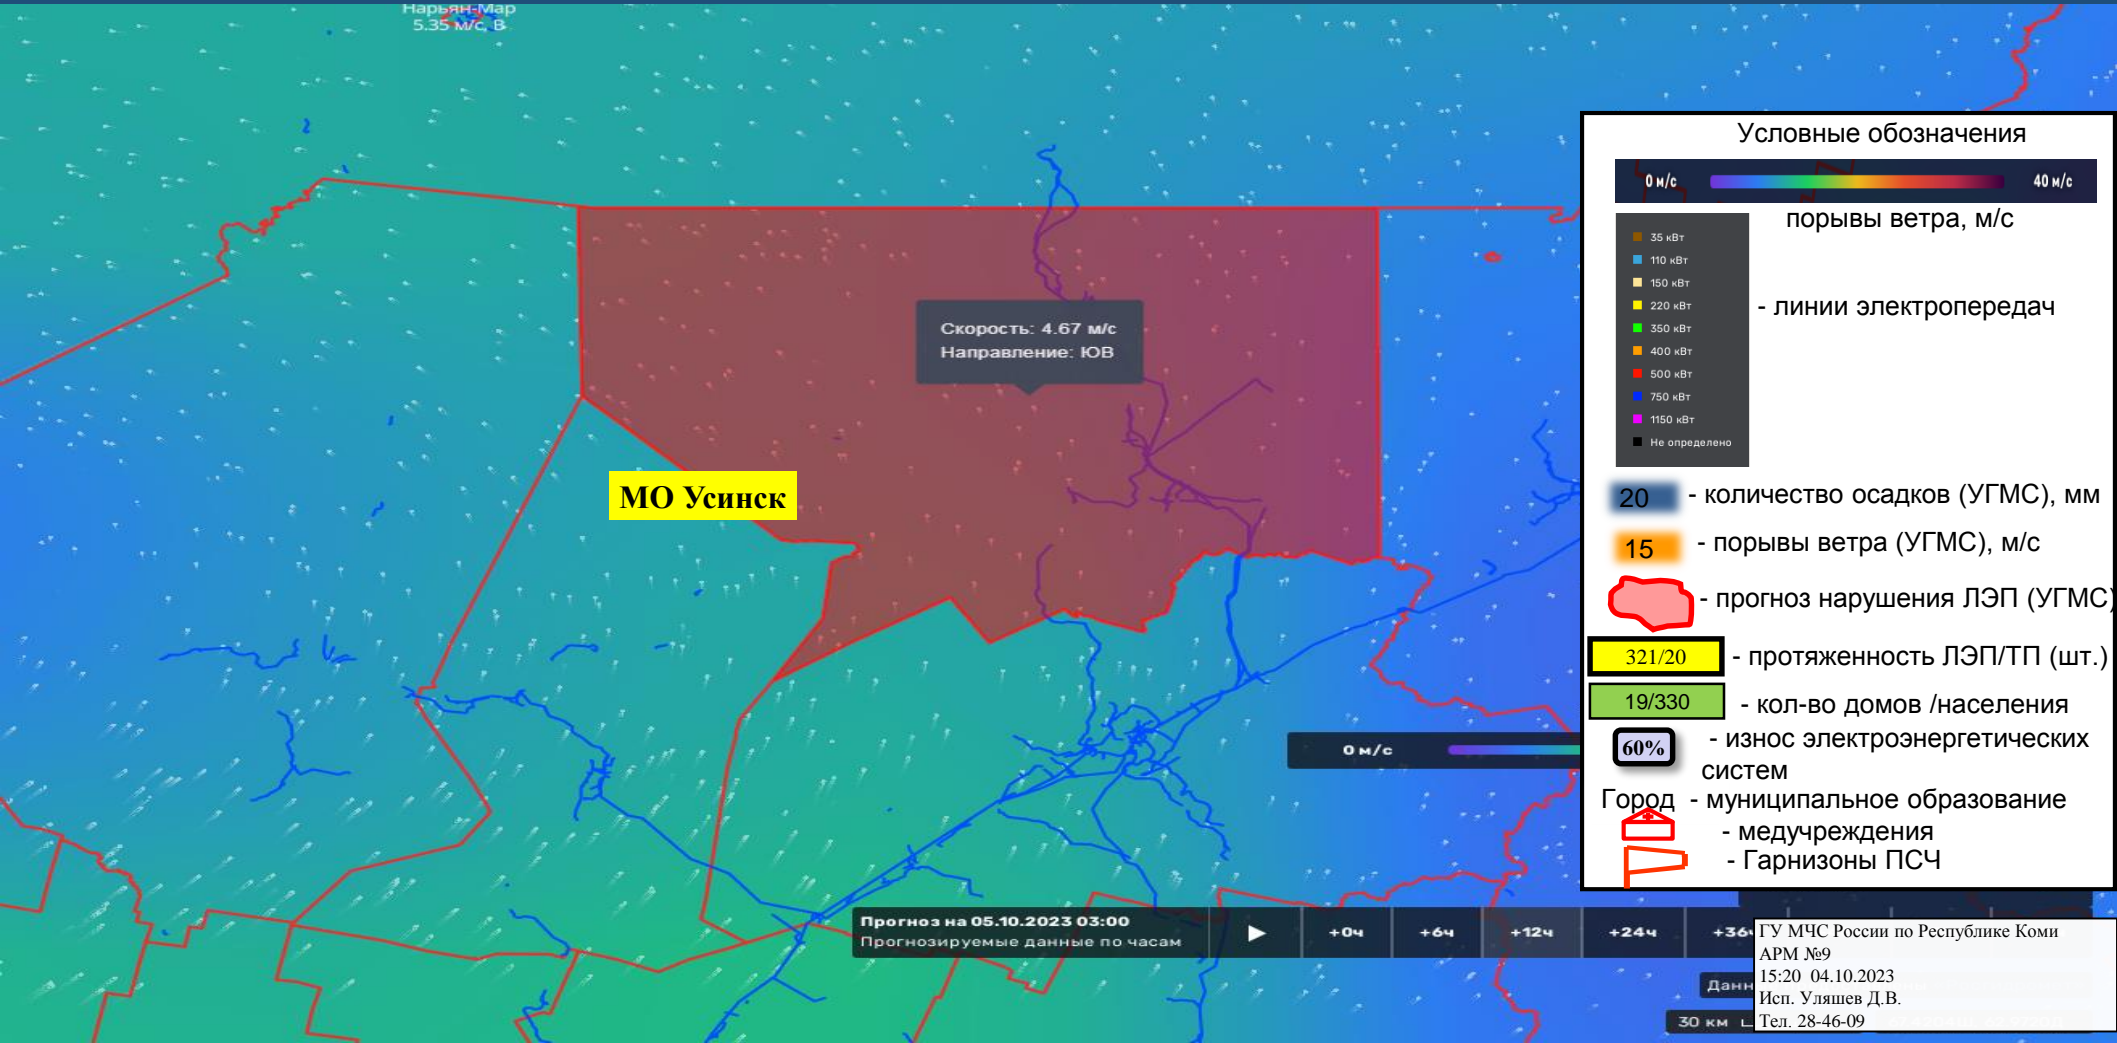 Нарьян-Мар
5.35 м/с, В
Условные обозначения
0 м/с
40 м/с
порывы ветра, м/с
35 кВт
110 кВт
150 кВт
220 кВт
350 кВт
400 кВт
500 кВт
750 кВт
1150 кВт
Не определено
- линии электропередач
Скорость: 4.67 м/с
Направление: ЮВ
МО Усинск
20 - количество осадков (УГМС), мм
15 - порывы ветра (УГМС), м/с
- прогноз нарушения ЛЭП (УГМС)
321/20 - протяженность ЛЭП/ТП (шт.)
19/330 - кол-во домов /населения
60% - износ электроэнергетических
систем
Город - муниципальное образование
- медучреждения
- Гарнизоны ПСЧ
0 м/с
Прогноз на 05.10.2023 03:00
Прогнозируемые данные по часам
+0ч +6ч +12ч +24ч +36ч
ГУ МЧС России по Республике Коми
АРМ №9
15:20 04.10.2023
Исп. Уляшев Д.В.
Тел. 28-46-09
30 км